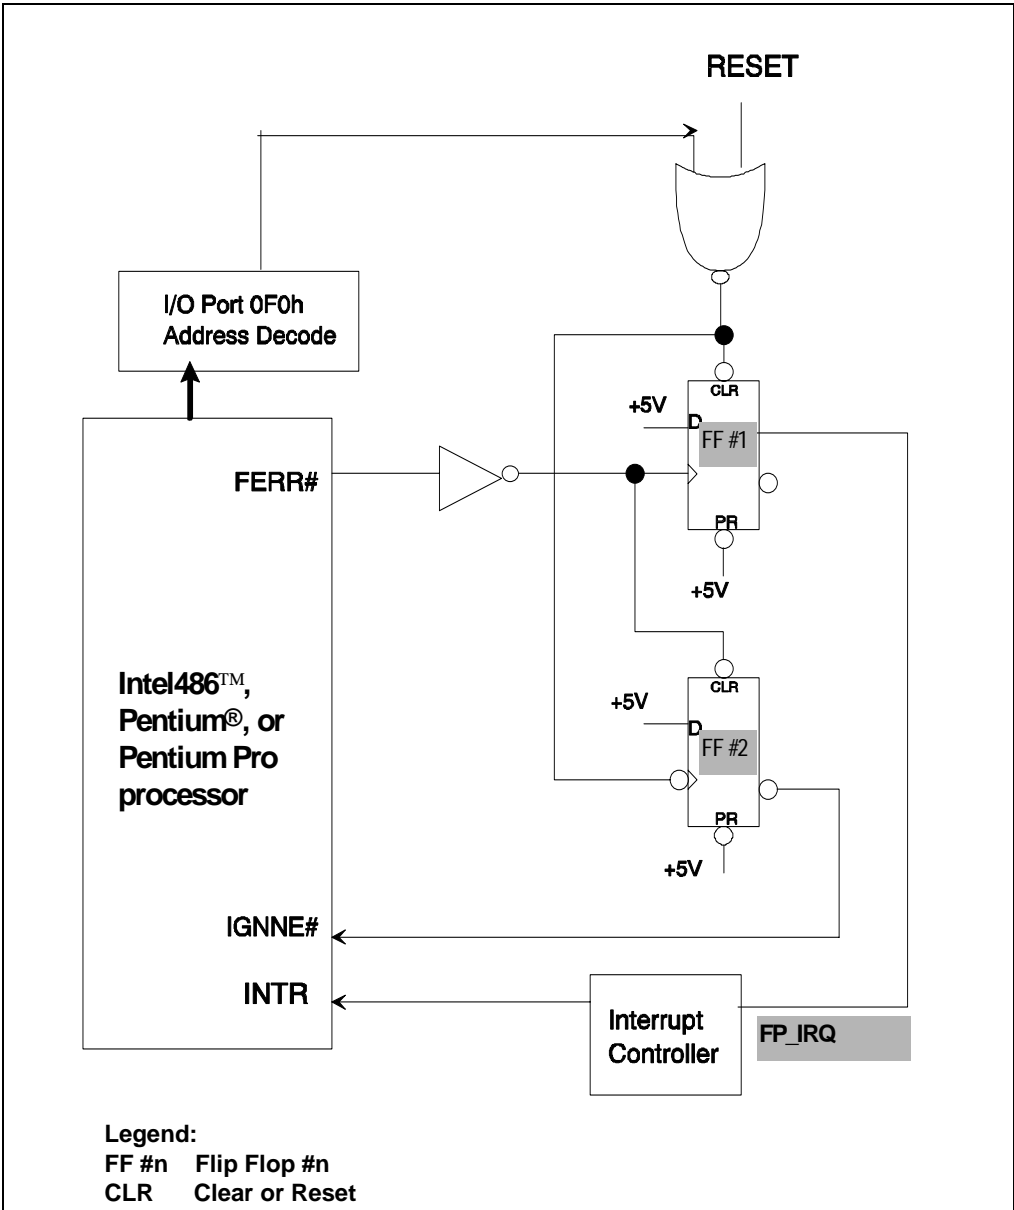 RESET
I/O Port 0F0h
Address Decode
CLR
+5V
D
FF #1
FERR#
PR
+5V
CLR
Intel486™,
Pentium®, or
Pentium Pro
processor
+5V
D
FF #2
PR
+5V
IGNNE#
INTR
Interrupt
Controller
FP_IRQ
Legend:
FF #n Flip Flop #n
CLR Clear or Reset